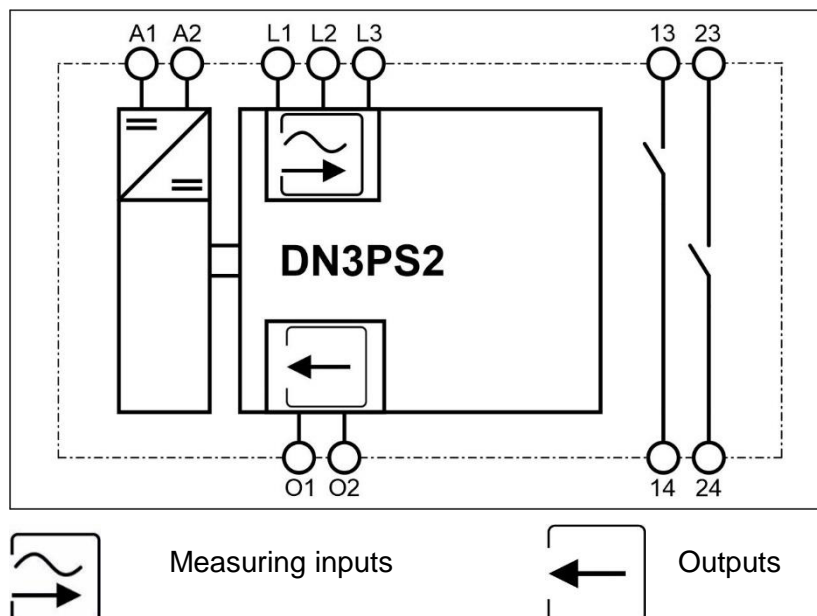 A1 A2 L1 L2 L3 13 23
DN3PS2
O1 O2 14 24
Measuring inputs Outputs